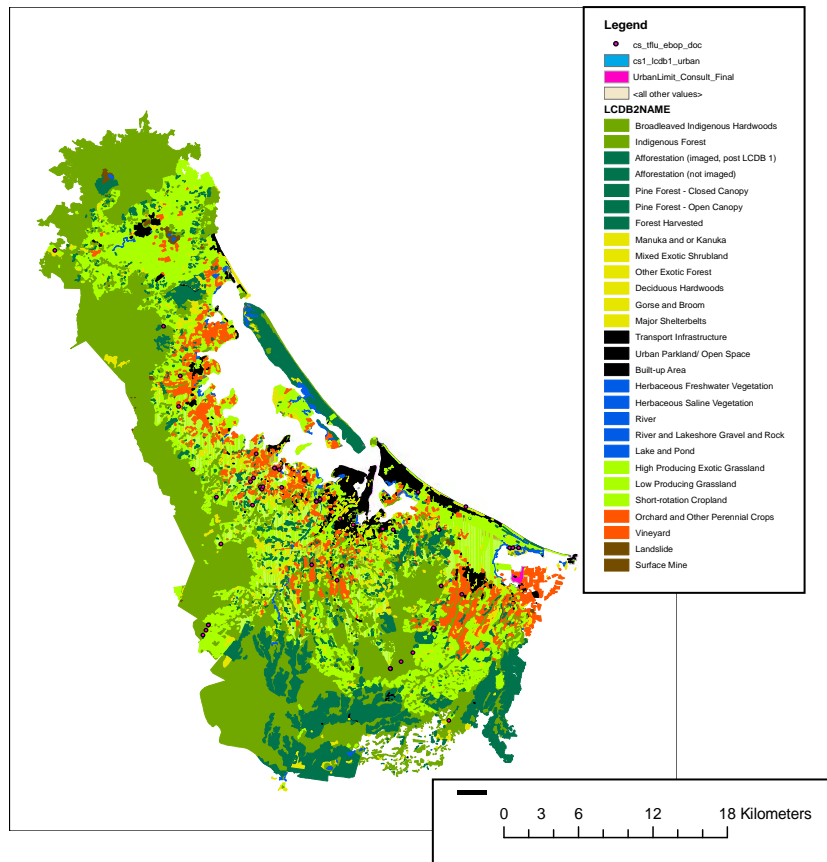 Legend
cs_tflu_ebop_doc
cs1_lcdb1_urban
UrbanLimit_Consult_Final
<all other values>
LCDB2NAME
Broadleaved Indigenous Hardwoods
Indigenous Forest
Afforestation (imaged, post LCDB 1)
Afforestation (not imaged)
Pine Forest - Closed Canopy
Pine Forest - Open Canopy
Forest Harvested
Manuka and or Kanuka
Mixed Exotic Shrubland
Other Exotic Forest
Deciduous Hardwoods
Gorse and Broom
Major Shelterbelts
Transport Infrastructure
Urban Parkland/ Open Space
Built-up Area
Herbaceous Freshwater Vegetation
Herbaceous Saline Vegetation
River
River and Lakeshore Gravel and Rock
Lake and Pond
High Producing Exotic Grassland
Low Producing Grassland
Short-rotation Cropland
Orchard and Other Perennial Crops
Vineyard
Landslide
Surface Mine
0 3 6 12 18 Kilometers